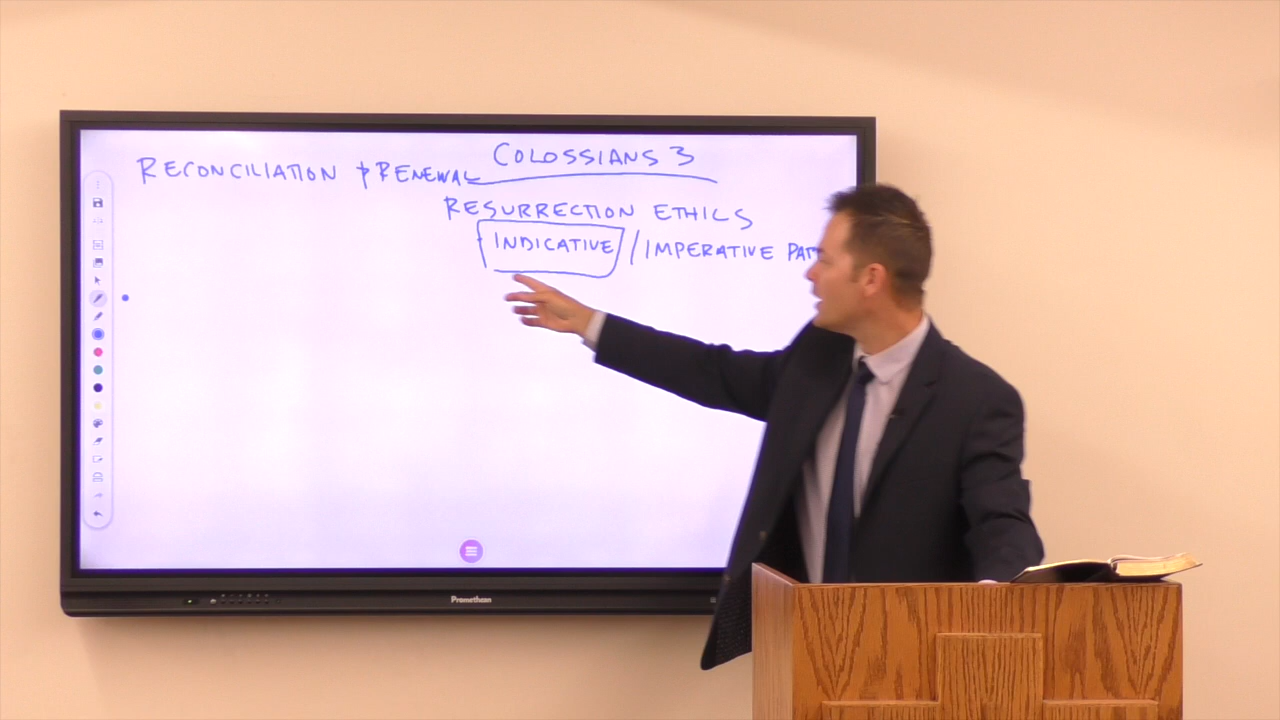 COLOSSIANS 3
RECONCILIATION & RENEWAL
RESURRECTION ETHICS
INDICATIVE / IMPERATIVE
Promethean